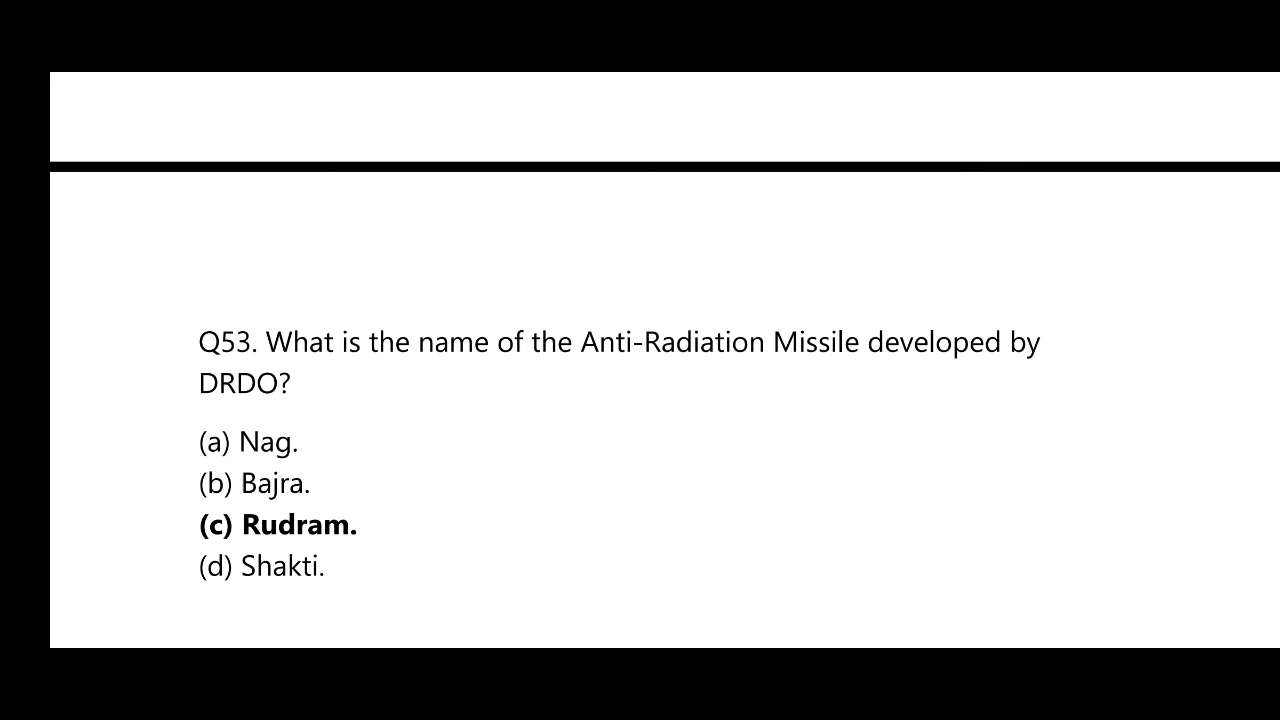 Q53. What is the name of the Anti-Radiation Missile developed by
DRDO?
(a) Nag.
(b) Bajra.
(c) Rudram.
(d) Shakti.